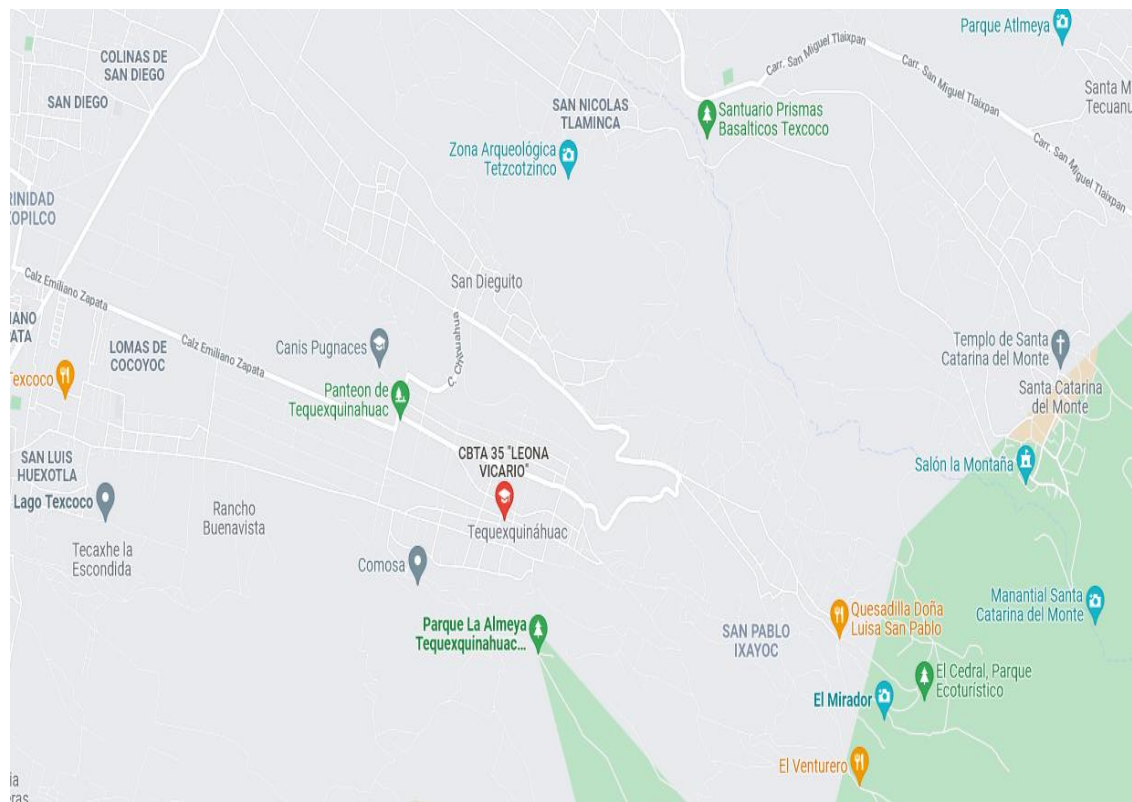 Parque Atlmeya
COLINAS DE
SAN DIEGO
SAN DIEGO
Carr. San Miguel Tlaixpan
Carr. San Miguel Tlaixpan
Carr. San Miguel Tlaixpan
Santa M
Tecuanu
SAN NICOLAS
TLAMINCA
Santuario Prismas
Basalticos Texcoco
Zona Arqueológica
Tetzcotzinco
RINIDAD
OPILCO
Calz Emiliano Zapata
San Dieguito
IANO
PATA
LOMAS DE
COCOYOC
Calz Emiliano Zapata
Canis Pugnaces
C. Chihuahua
Templo de Santa
Catarina del Monte
Texcoco
Panteon de
Tequexquinahuac
Santa Catarina
del Monte
CBTA 35 "LEONA
VICARIO"
SAN LUIS
HUEXOTLA
Salón la Montaña
Lago Texcoco
Rancho
Buenavista
Tequexquináhuac
Tecaxhe la
Escondida
Comosa
Manantial Santa
Catarina del Monte
Quesadilla Doña
Luisa San Pablo
Parque La Almeya
Tequexquinahuac...
SAN PABLO
IXAYOC
El Cedral, Parque
Ecoturístico
El Mirador
El Venturero
ia
eras